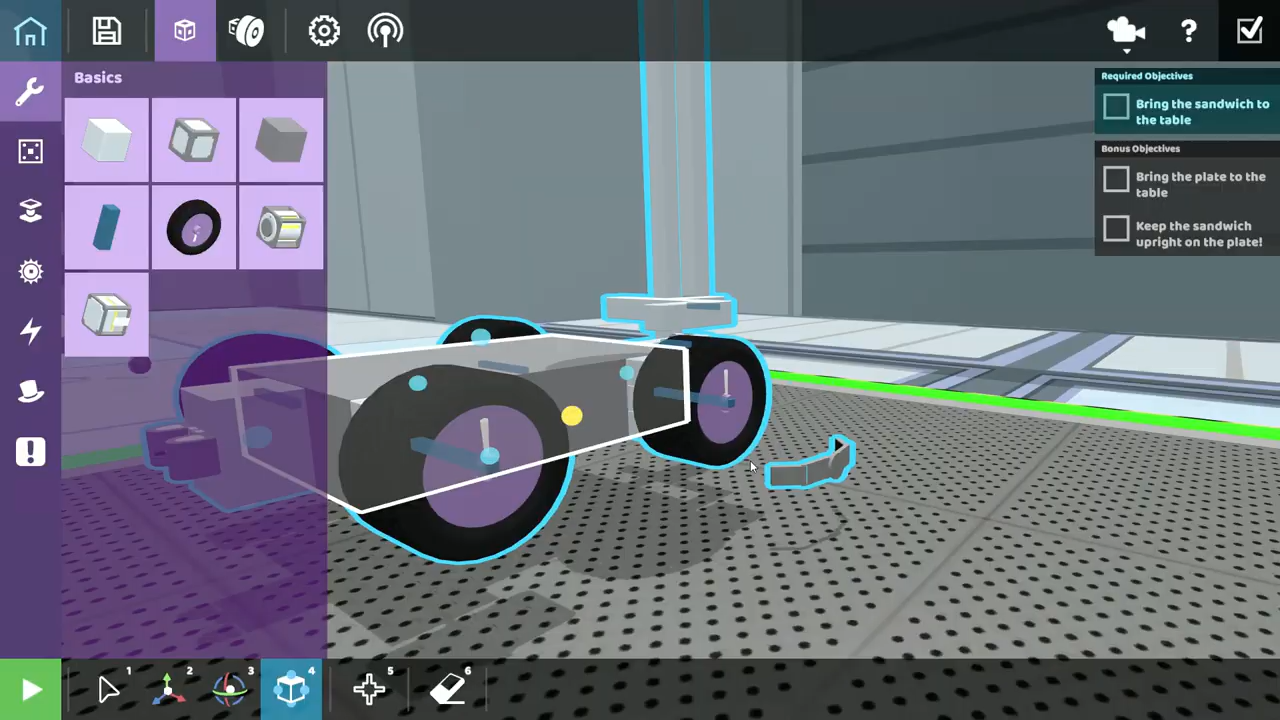 Basics
Required Objectives
Bring the sandwich to
the table
Bonus Objectives
Bring the plate to the
table
Keep the sandwich
upright on the plate!
1
2
3
4
5
6